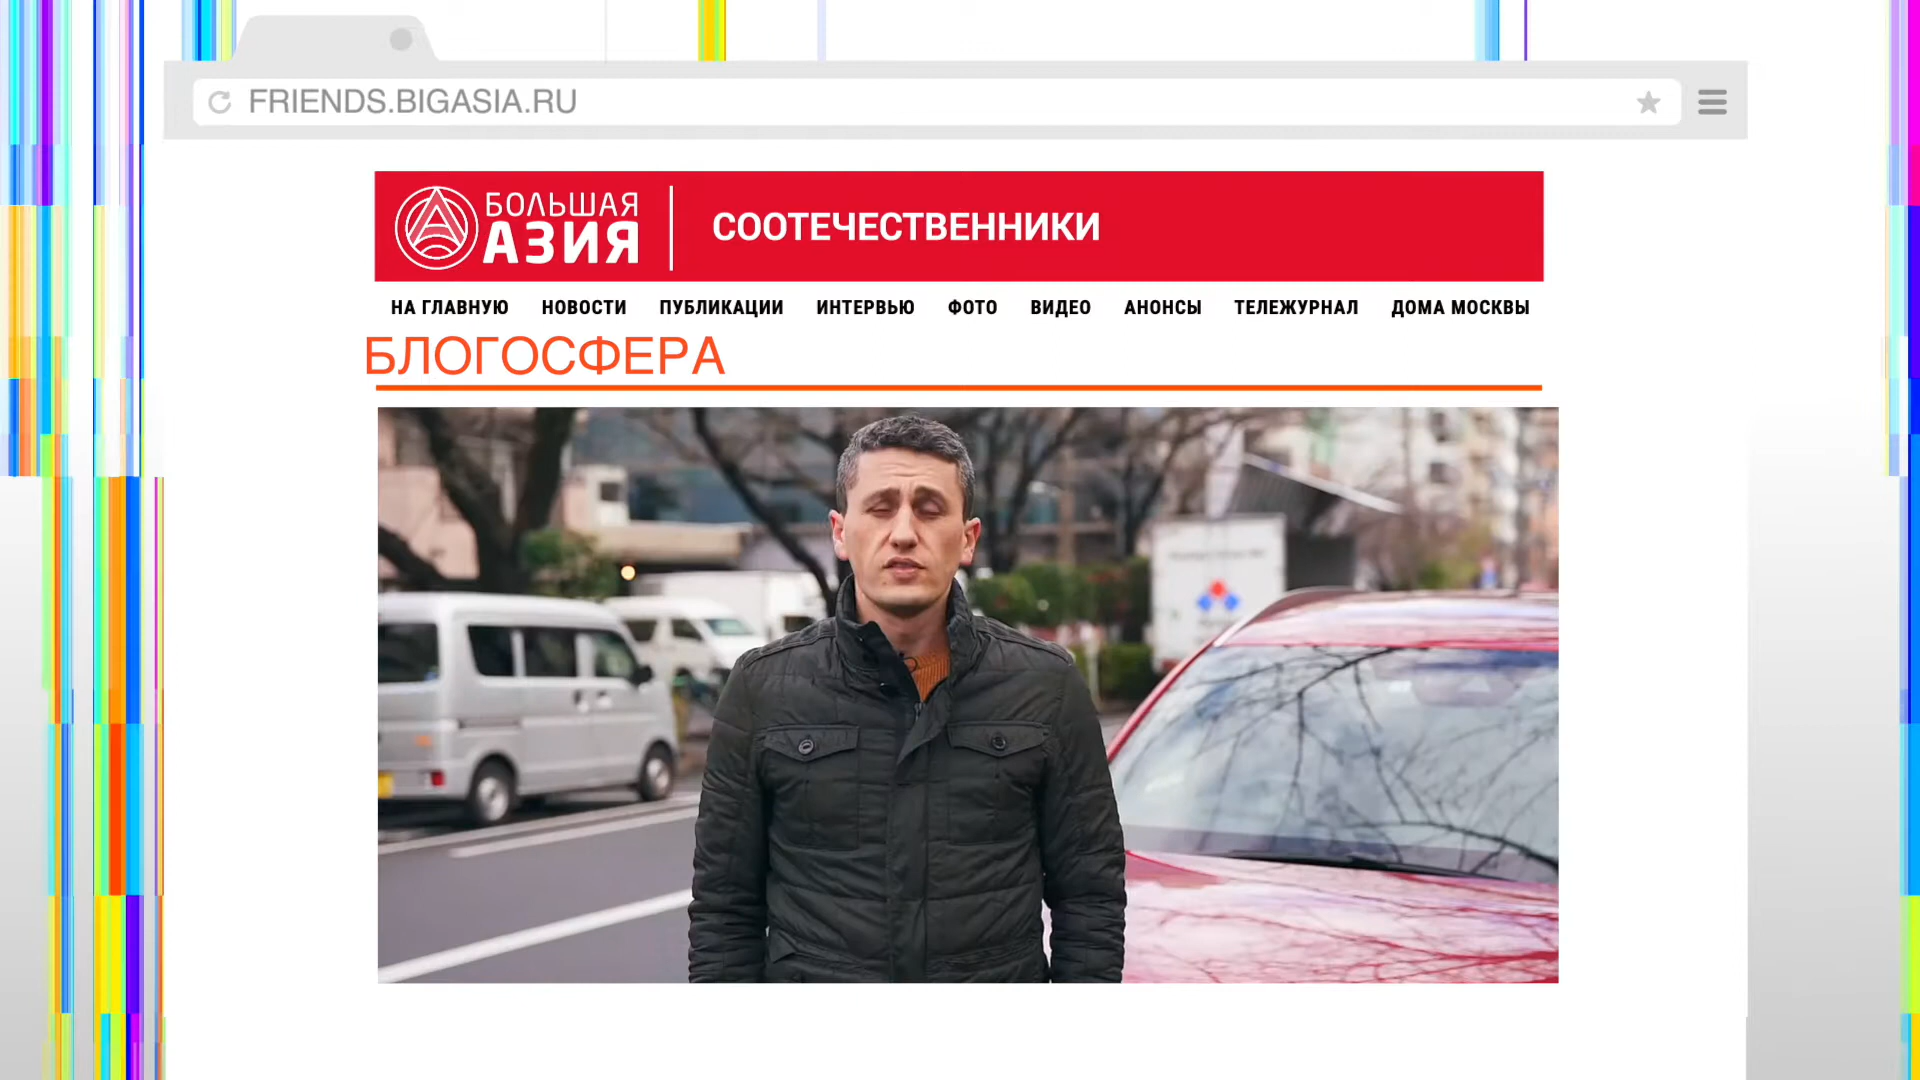 FRIENDS.BIGASIA.RU
БОЛЬШАЯ
АЗИЯ
СООТЕЧЕСТВЕННИКИ
НА ГЛАВНУЮ НОВОСТИ ПУБЛИКАЦИИ ИНТЕРВЬЮ ФОТО ВИДЕО АНОНСЫ ТЕЛЕЖУРНАЛ ДОМА МОСКВЫ
БЛОГОСФЕРА